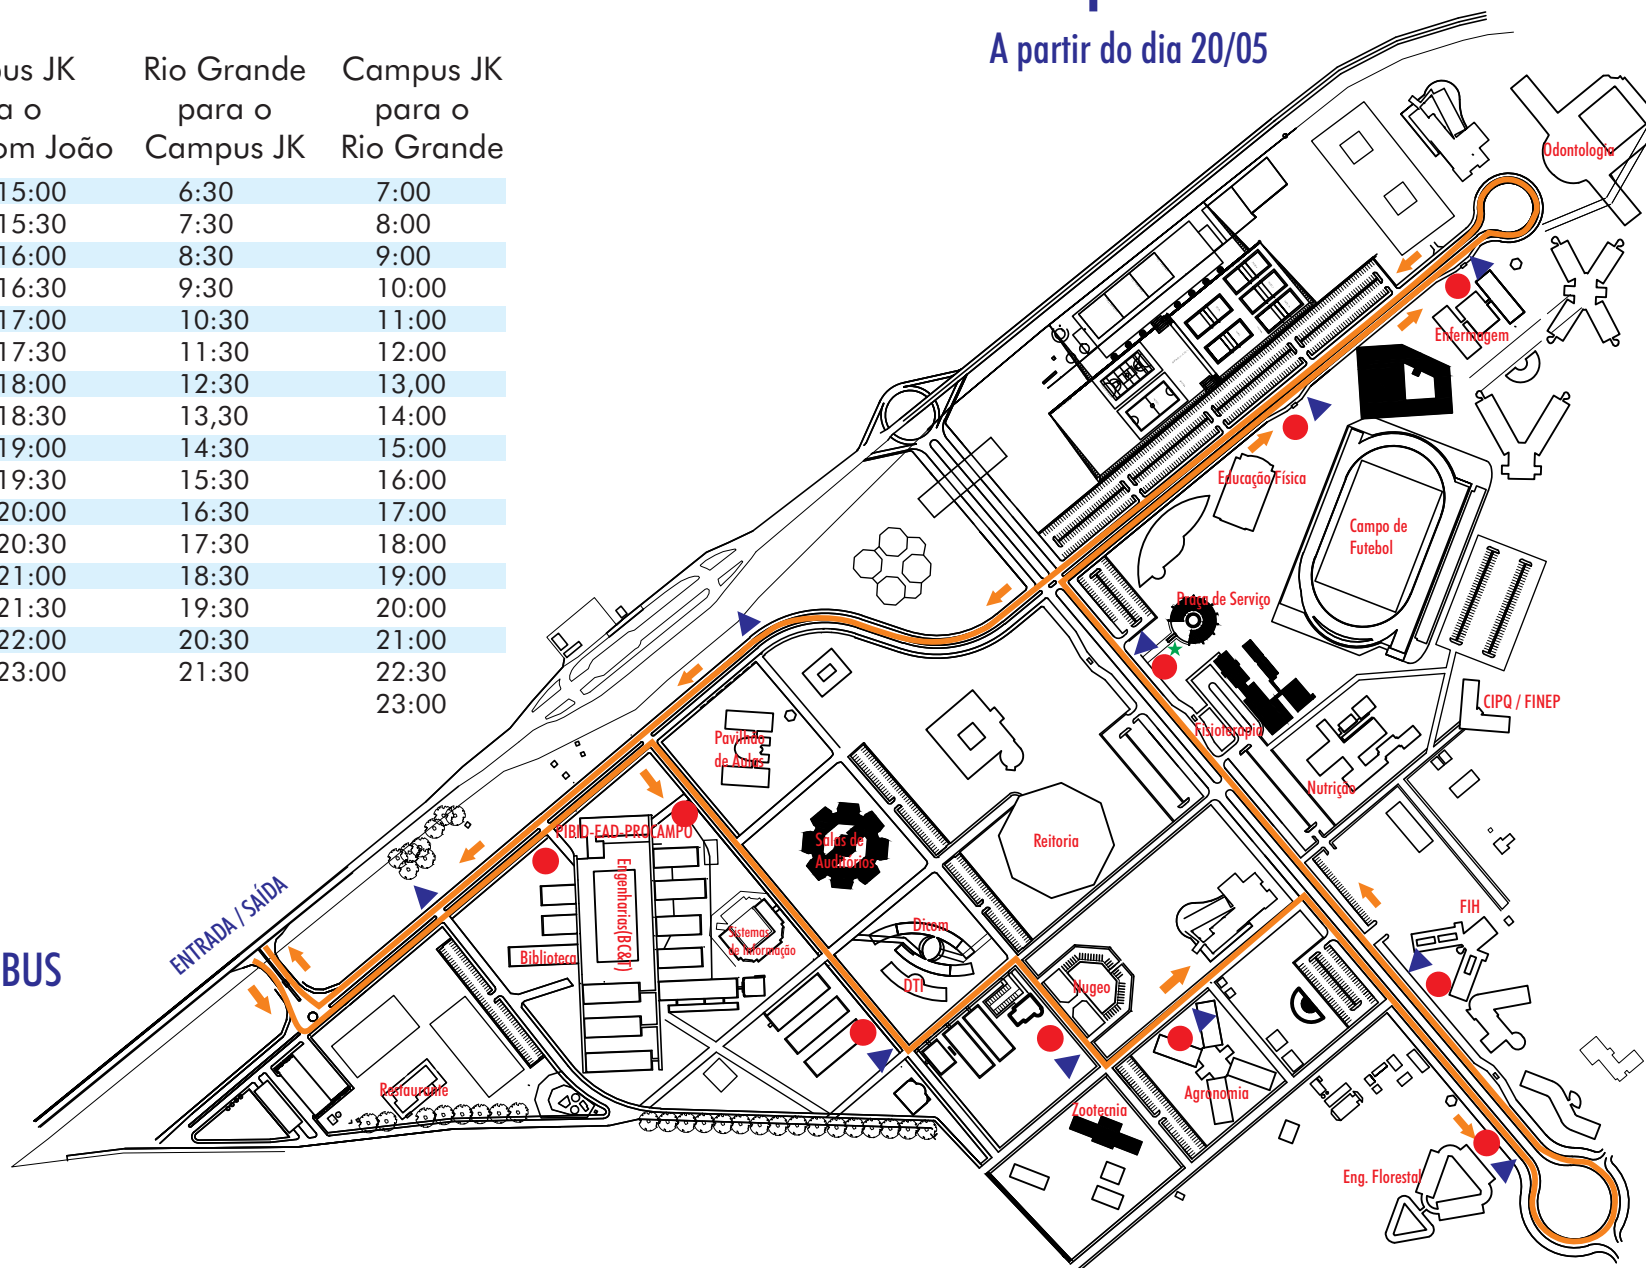 A partir do dia 20/05
Rio Grande
para o
Campus JK
Campus JK
para o
Rio Grande
JK
om João
15:00 6:30 7:00
15:30 7:30 8:00
16:00 8:30 9:00
16:30 9:30 10:00
17:00 10:30 11:00
17:30 11:30 12:00
18:00 12:30 13,00
18:30 13,30 14:00
19:00 14:30 15:00
19:30 15:30 16:00
20:00 16:30 17:00
20:30 17:30 18:00
21:00 18:30 19:00
21:30 19:30 20:00
22:00 20:30 21:00
23:00 21:30 22:30
23:00
Odontologia
Enfermagem
Educação Física
Campo de
Futebol
Praça de Serviço
CIPQ / FINEP
Fisioterapia
Nutrição
Pavilhão
de Aulas
PIBID-EAD-PROCAMPO
Salas de
Auditorios
Reitoria
Engenharias(BC&T)
ENTRADA / SAÍDA
FIH
Dicom
Sistemas
de Informação
Biblioteca
BUS
DTI
Nugeo
Restaurante
Agronomia
Zootecnia
Eng. Florestal